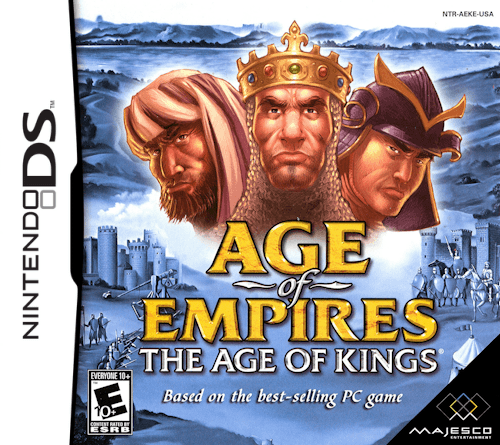 NTR-AEKE-USA
NINTENDO DS™
AGE
of
EMPIRES
THE AGE OF KINGS®
Based on the best-selling PC game
EVERYONE 10+
E
10+
CONTENT RATED BY
ESRB
MAJESCO
ENTERTAINMENT